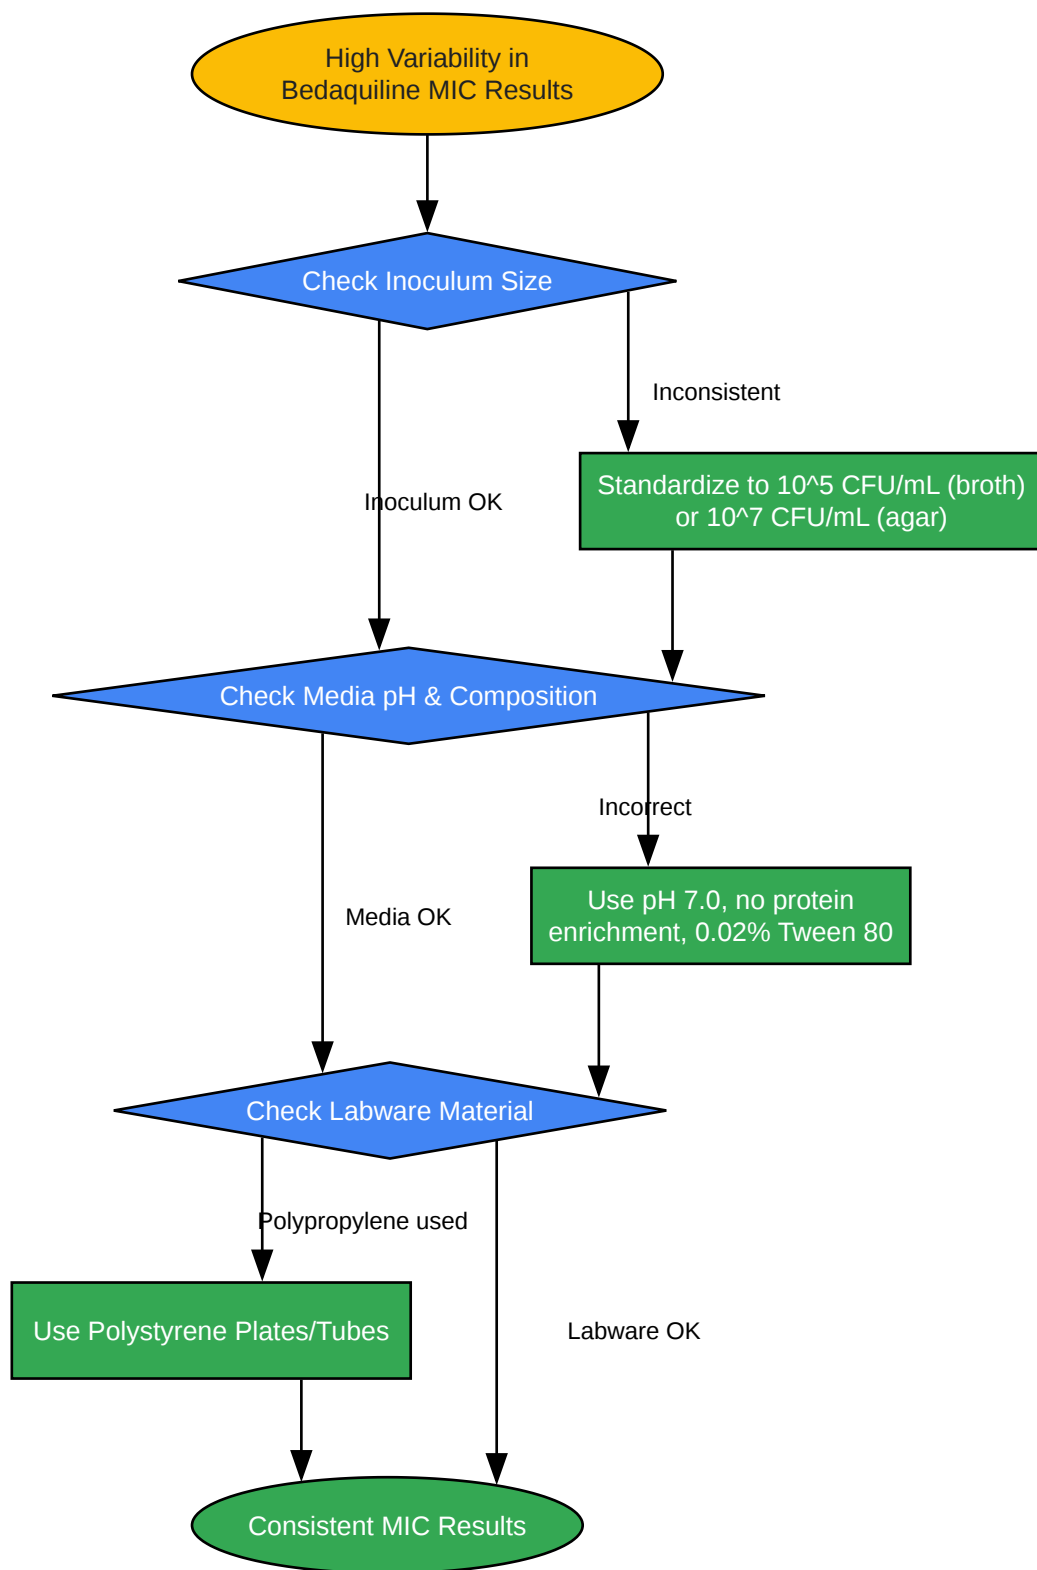 High Variability in
Bedaquiline MIC Results
Check Inoculum Size
Inconsistent
Standardize to 10^5 CFU/mL (broth)
or 10^7 CFU/mL (agar)
Inoculum OK
Check Media pH & Composition
Incorrect
Use pH 7.0, no protein
enrichment, 0.02% Tween 80
Media OK
Check Labware Material
Polypropylene used
Use Polystyrene Plates/Tubes
Labware OK
Consistent MIC Results